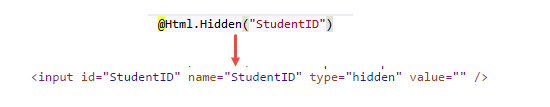 @Html.Hidden("StudentID")
<input id="StudentID" name="StudentID" type="hidden" value="" />